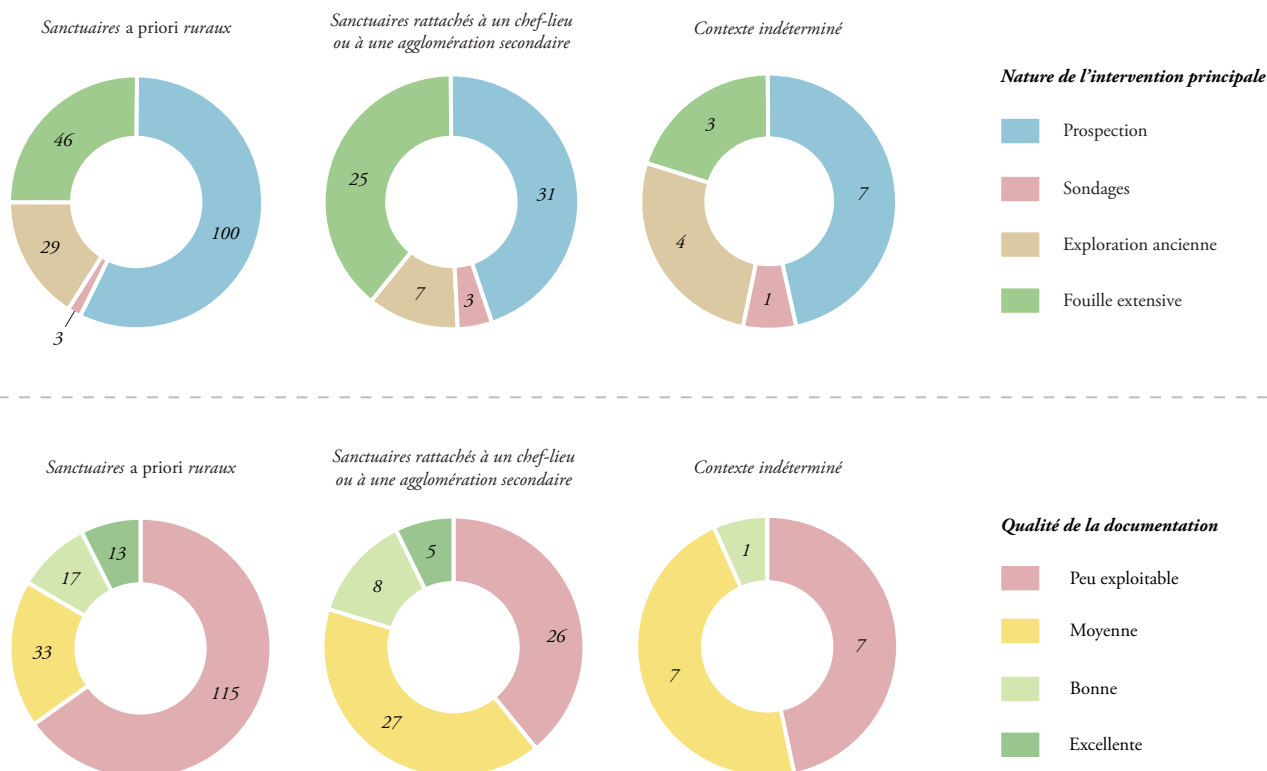 Sanctuaires a priori ruraux
Sanctuaires rattachés à un chef-lieu
ou à une agglomération secondaire
Contexte indéterminé
Nature de l'intervention principale
Prospection
Sondages
Exploration ancienne
Fouille extensive
46
100
29
3
25
31
7
3
3
7
4
1
Sanctuaires a priori ruraux
Sanctuaires rattachés à un chef-lieu
ou à une agglomération secondaire
Contexte indéterminé
Qualité de la documentation
Peu exploitable
Moyenne
Bonne
Excellente
13
17
33
115
5
8
26
27
1
7
7